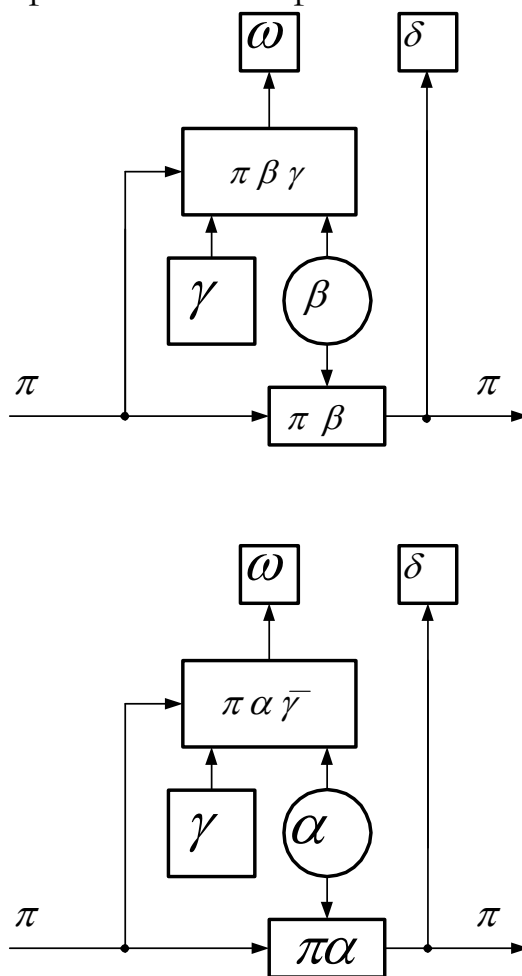 ω δ
π β γ
γ β
π π
π β
ω δ
π α γ̅
γ α
π π
πα